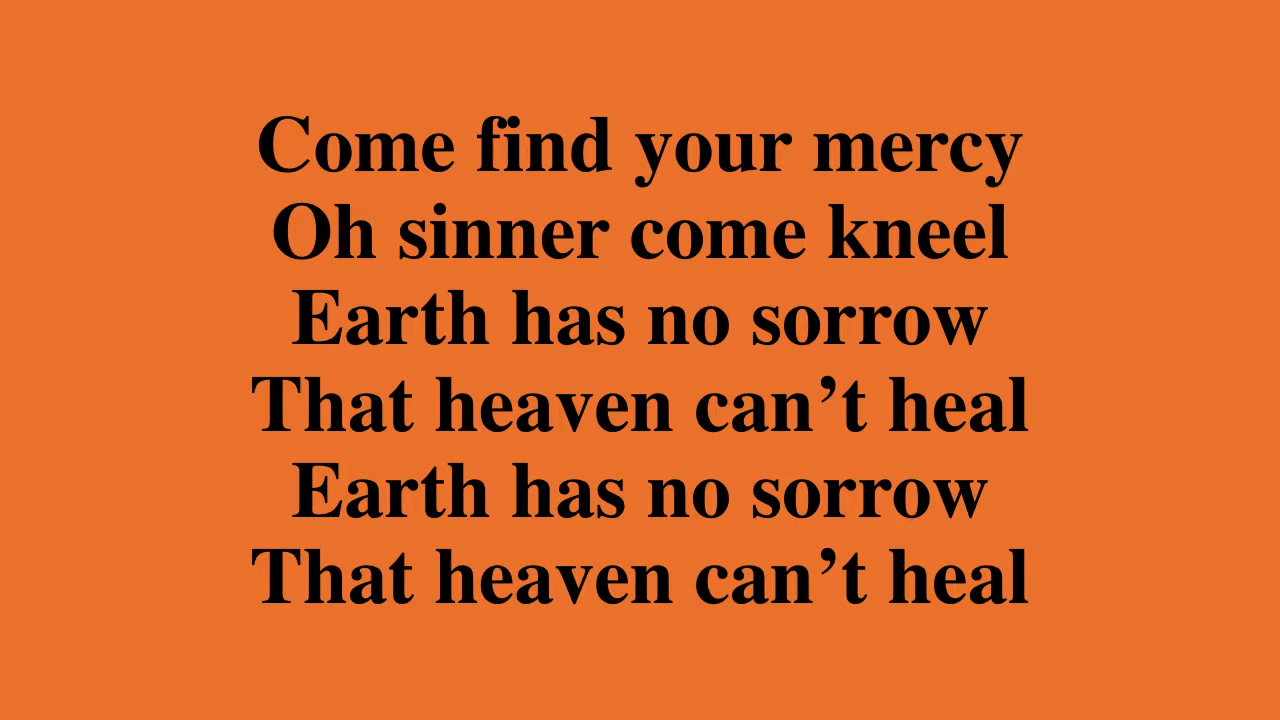 Come find your mercy
Oh sinner come kneel
Earth has no sorrow
That heaven can’t heal
Earth has no sorrow
That heaven can’t heal